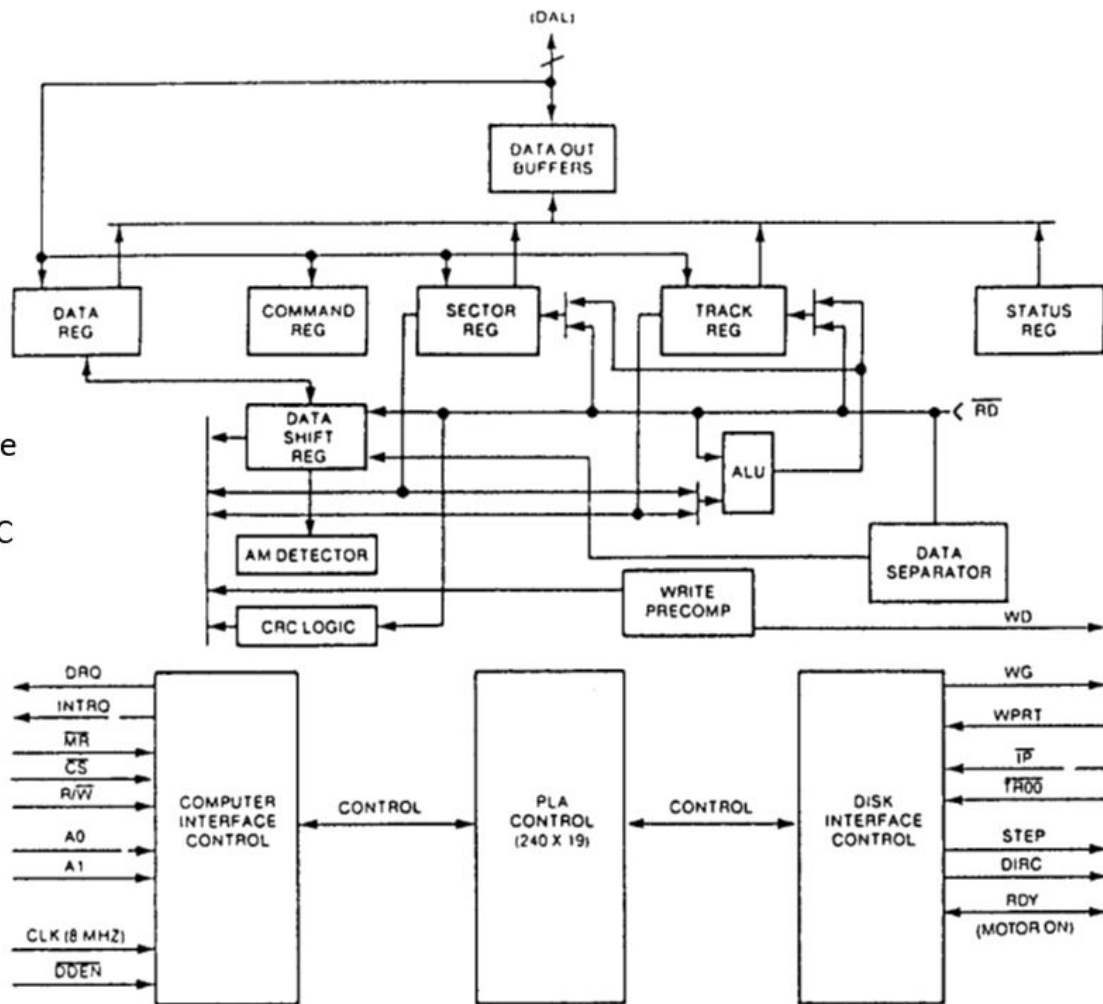 (DAL)
DATA OUT
BUFFERS
DATA
REG
COMMAND
REG
SECTOR
REG
TRACK
REG
STATUS
REG
DATA
SHIFT
REG
RD
e
ALU
C
AM DETECTOR
DATA
SEPARATOR
WRITE
PRECOMP
CRC LOGIC
WD
DRQ
INTRQ
MR
CS
R/W
A0
A1
CLK (8 MHZ)
DDEN
COMPUTER
INTERFACE
CONTROL
CONTROL
PLA
CONTROL
(240 X 19)
CONTROL
DISK
INTERFACE
CONTROL
WG
WPRT
IP
TR00
STEP
DIRC
RDY
(MOTOR ON)